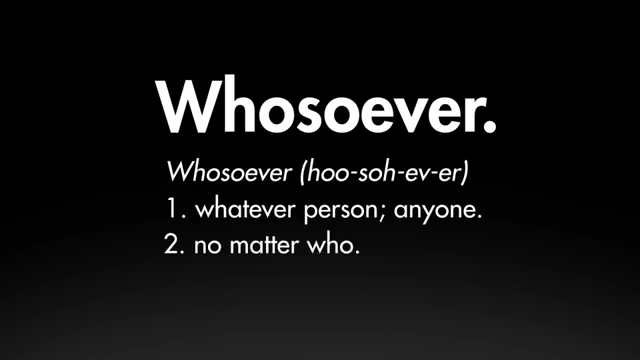 Whosoever.
Whosoever (hoo-soh-ev-er)
1. whatever person; anyone.
2. no matter who.